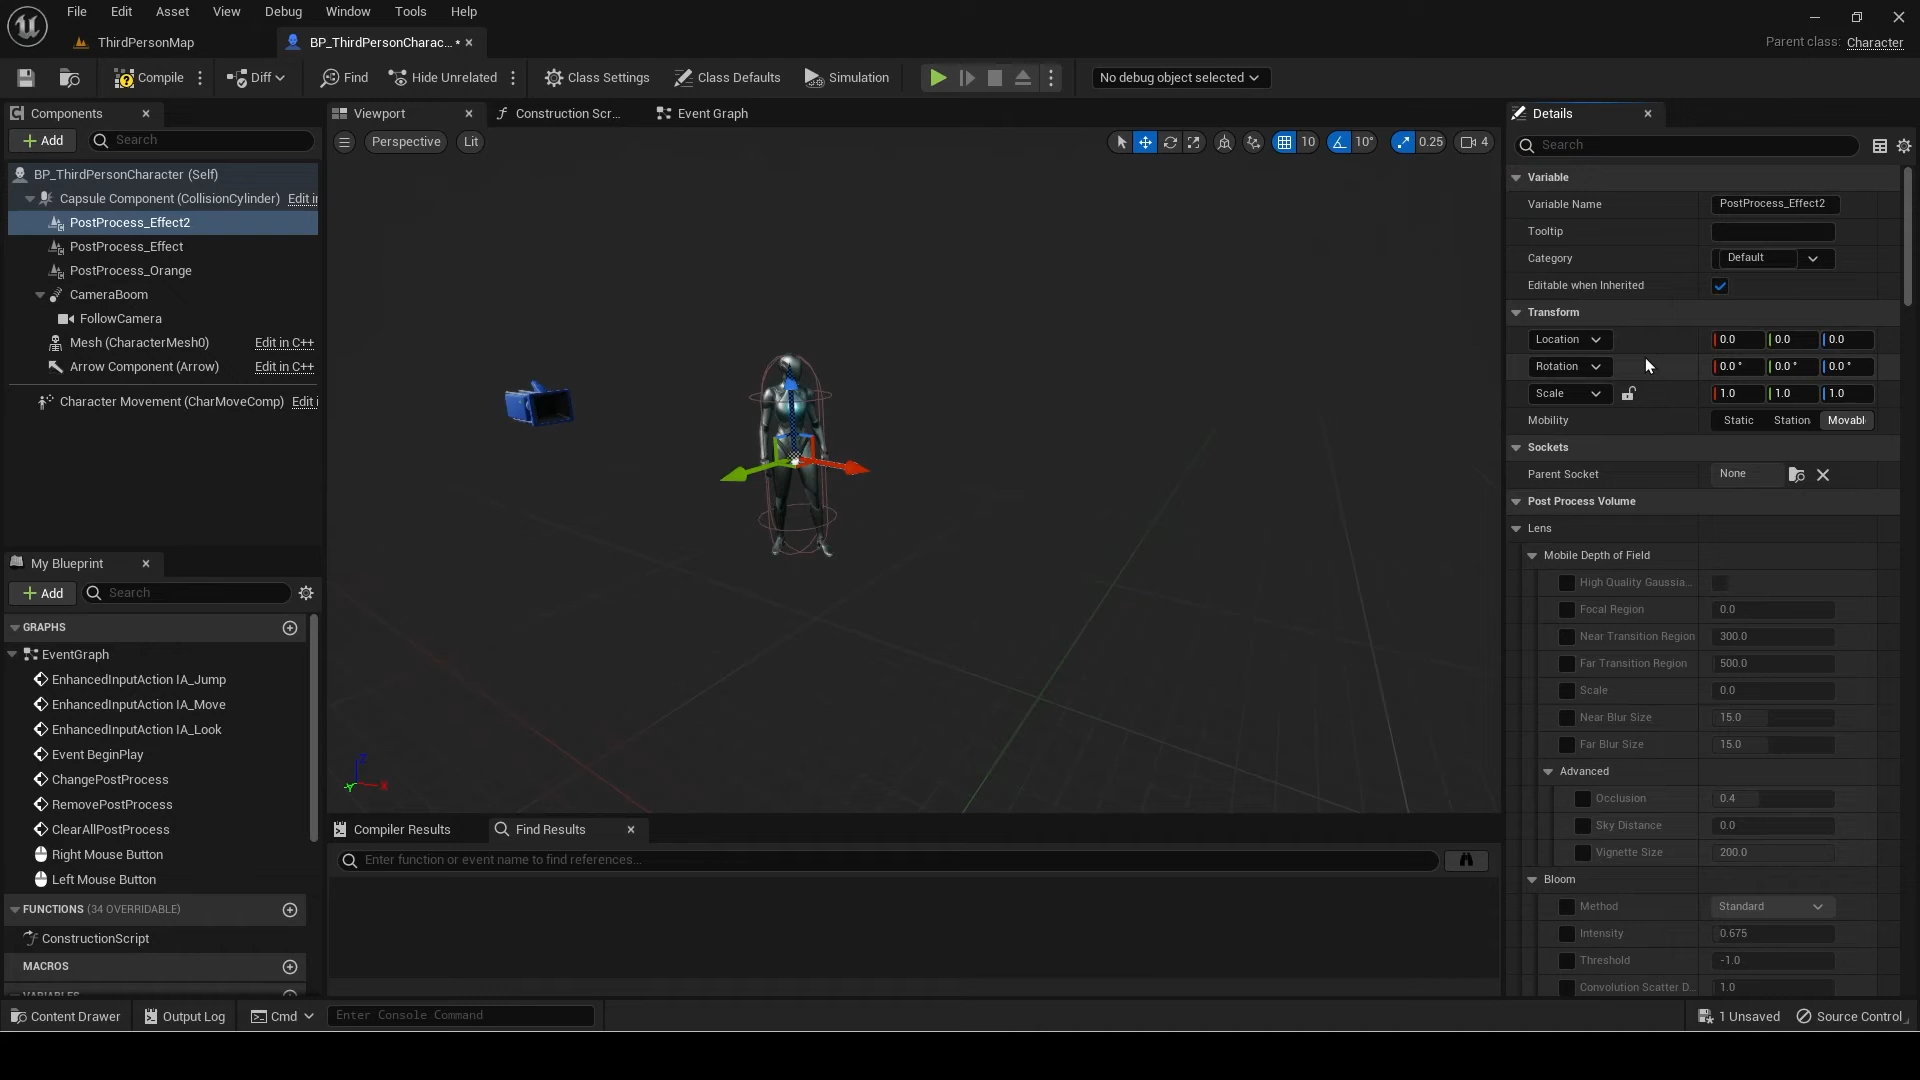 File Edit Asset View Debug Window Tools Help
ThirdPersonMap BP_ThirdPersonCharac... •
Parent class: Character
Compile Diff Find Hide Unrelated Class Settings Class Defaults Simulation No debug object selected
Components
Add Search
BP_ThirdPersonCharacter (Self)
Capsule Component (CollisionCylinder) Edit in
PostProcess_Effect2
PostProcess_Effect
PostProcess_Orange
CameraBoom
FollowCamera
Mesh (CharacterMesh0) Edit in C++
Arrow Component (Arrow) Edit in C++
Character Movement (CharMoveComp) Edit i
My Blueprint
Add Search
GRAPHS
EventGraph
EnhancedInputAction IA_Jump
EnhancedInputAction IA_Move
EnhancedInputAction IA_Look
Event BeginPlay
ChangePostProcess
RemovePostProcess
ClearAllPostProcess
Right Mouse Button
Left Mouse Button
FUNCTIONS (34 OVERRIDABLE)
ConstructionScript
MACROS
VARIABLES
Viewport Construction Scr... Event Graph
Perspective Lit
10 10° 0.25 4
Z
Y X
Compiler Results Find Results
Enter function or event name to find references...
Details
Search
Variable
Variable Name PostProcess_Effect2
Tooltip
Category Default
Editable when Inherited
Transform
Location 0.0 0.0 0.0
Rotation 0.0 ° 0.0 ° 0.0 °
Scale 1.0 1.0 1.0
Mobility Static Station Movabl
Sockets
Parent Socket None
Post Process Volume
Lens
Mobile Depth of Field
High Quality Gaussia...
Focal Region 0.0
Near Transition Region 300.0
Far Transition Region 500.0
Scale 0.0
Near Blur Size 15.0
Far Blur Size 15.0
Advanced
Occlusion 0.4
Sky Distance 0.0
Vignette Size 200.0
Bloom
Method Standard
Intensity 0.675
Threshold -1.0
Convolution Scatter D... 1.0
Content Drawer Output Log Cmd Enter Console Command 1 Unsaved Source Control